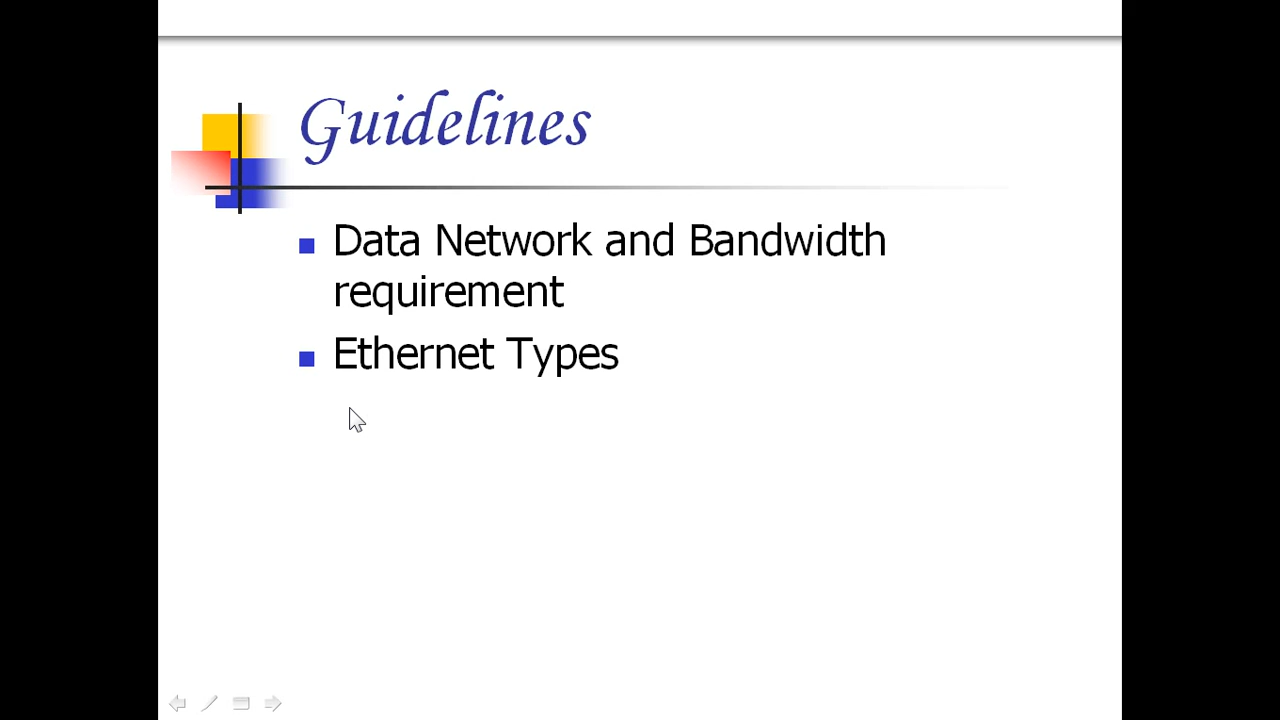 Guidelines
Data Network and Bandwidth
requirement
Ethernet Types